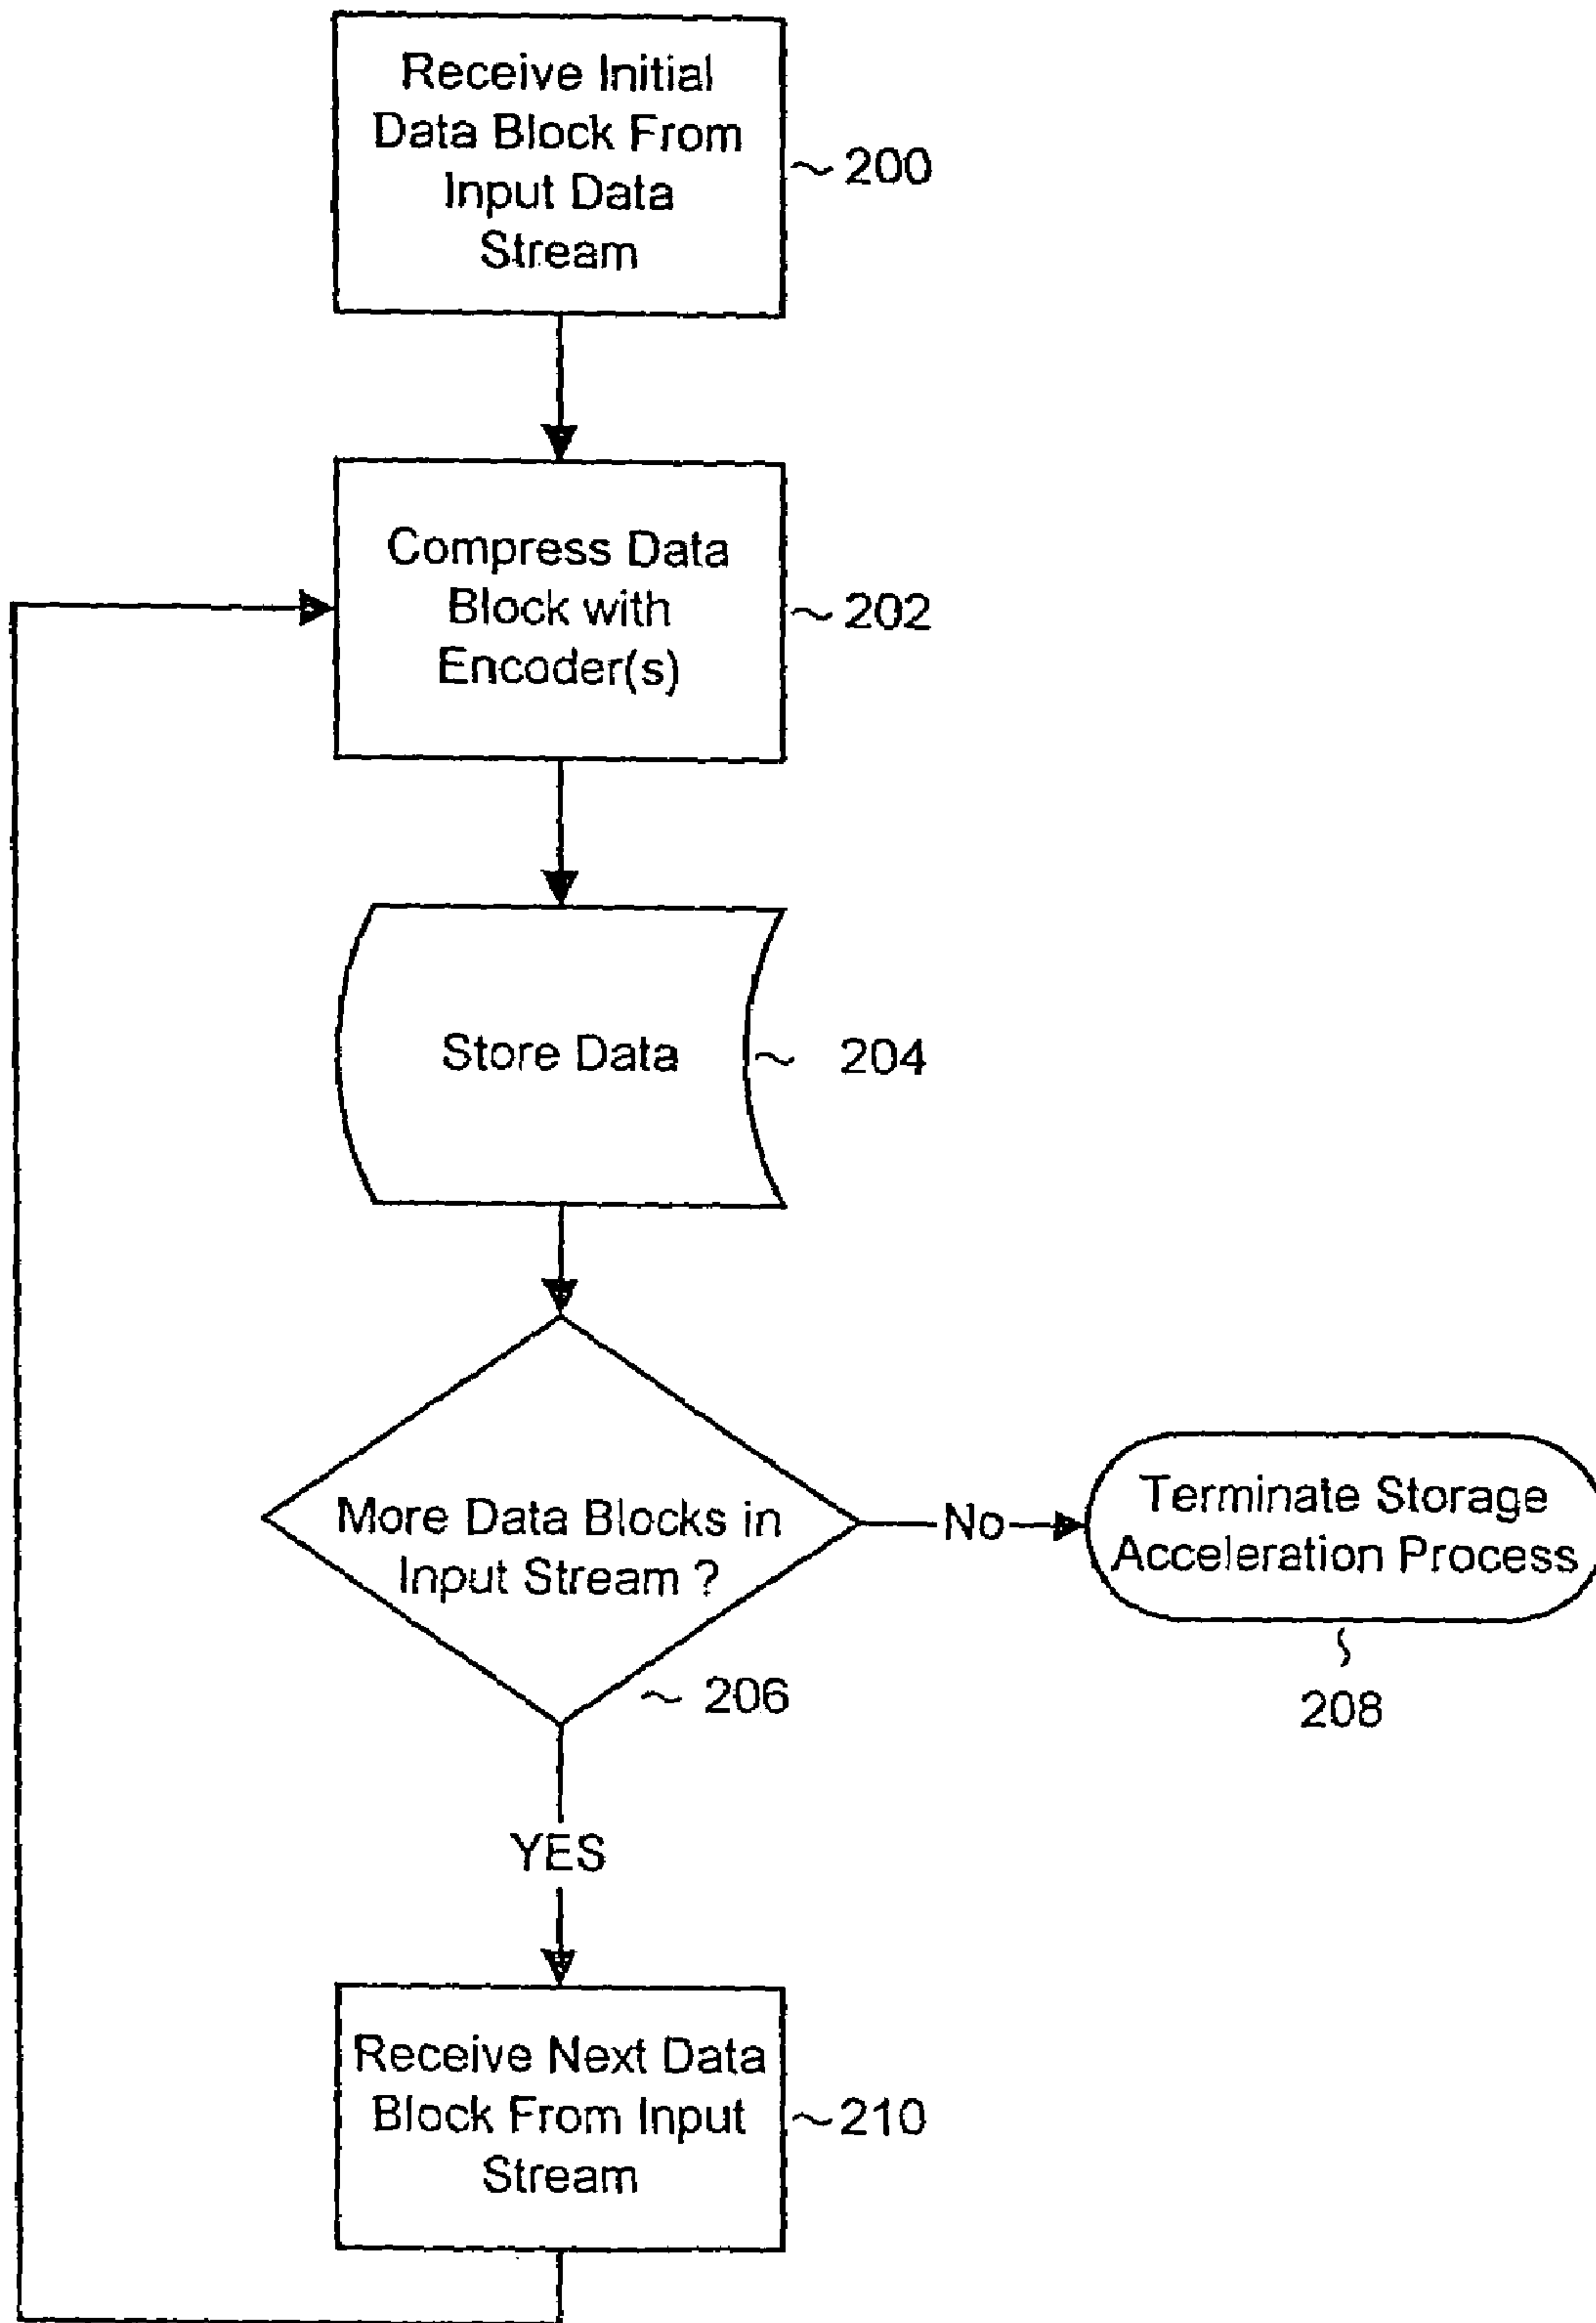 Receive Initial
Data Block From
Input Data
Stream
200
Compress Data
Block with
Encoder(s)
202
Store Data
204
More Data Blocks in
Input Stream ?
206
No
Terminate Storage
Acceleration Process
208
YES
Receive Next Data
Block From Input
Stream
210